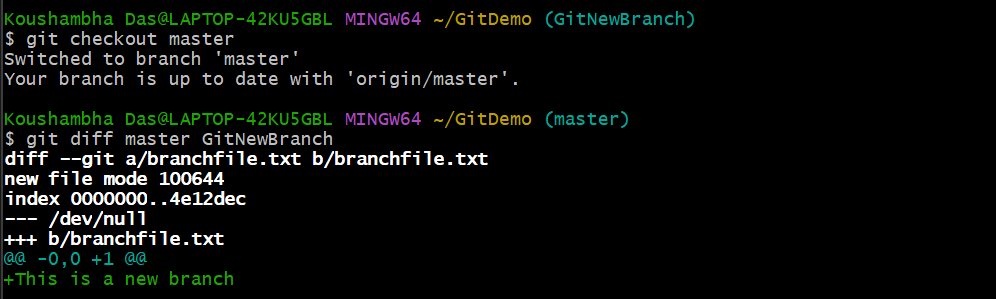 Koushambha Das@LAPTOP-42KU5GBL MINGW64 ~/GitDemo (GitNewBranch)
$ git checkout master
Switched to branch 'master'
Your branch is up to date with 'origin/master'.
Koushambha Das@LAPTOP-42KU5GBL MINGW64 ~/GitDemo (master)
$ git diff master GitNewBranch
diff --git a/branchfile.txt b/branchfile.txt
new file mode 100644
index 0000000..4e12dec
--- /dev/null
+++ b/branchfile.txt
@@ -0,0 +1 @@
+This is a new branch